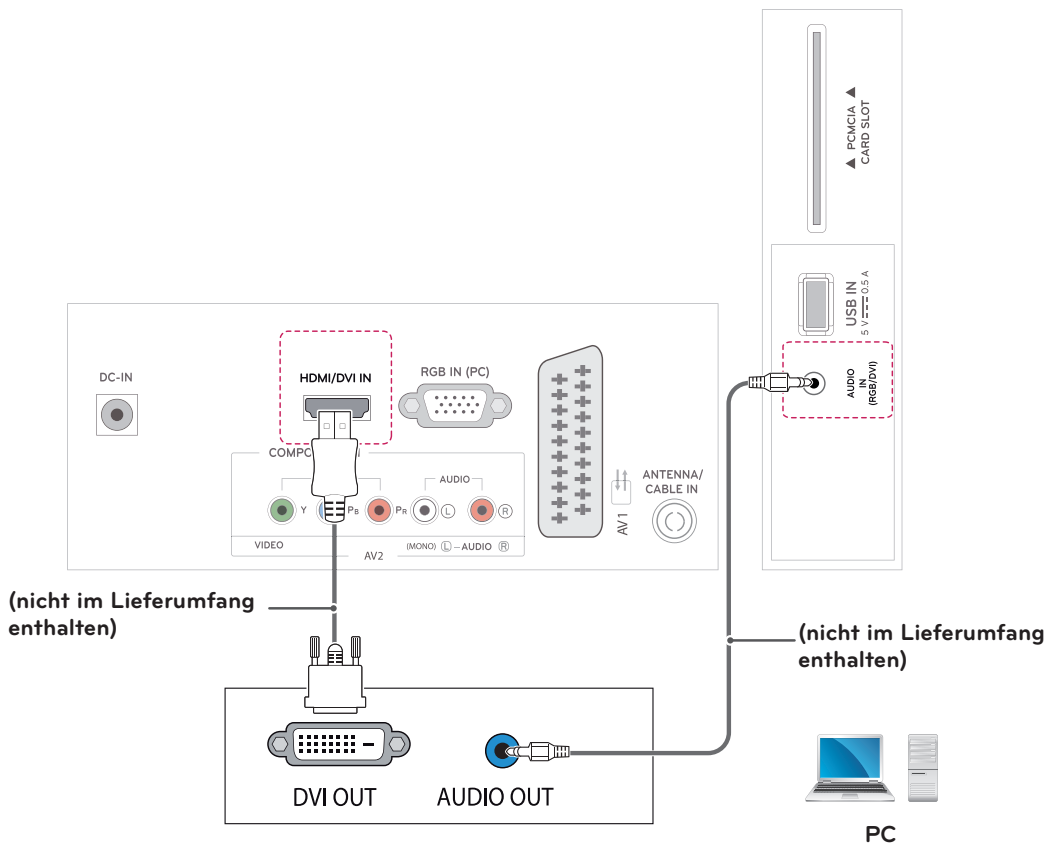 ▲ PCMCIA ▲
CARD SLOT
USB IN
5 V 0.5 A
AUDIO
IN
(RGB/DVI)
DC-IN
HDMI/DVI IN
RGB IN (PC)
AUDIO
Y
PB
PR
L
R
VIDEO
(MONO) L - AUDIO R
AV2
AV1
ANTENNA/
CABLE IN
(nicht im Lieferumfang
enthalten)
(nicht im Lieferumfang
enthalten)
DVI OUT
AUDIO OUT
PC